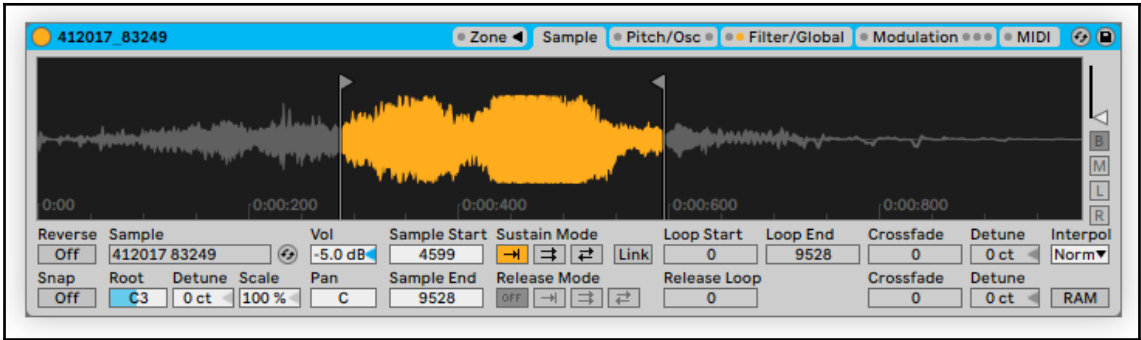 412017_83249 Zone Sample Pitch/Osc Filter/Global Modulation MIDI
B
M
L
R
0:00 0:00:200 0:00:400 0:00:600 0:00:800
Reverse Sample Vol Sample Start Sustain Mode Loop Start Loop End Crossfade Detune Interpol
Off 412017 83249 -5.0 dB 4599 Link 0 9528 0 0 ct Norm
Snap Root Detune Scale Pan Sample End Release Mode Release Loop Crossfade Detune
Off C3 0 ct 100 % C 9528 OFF 0 0 0 ct RAM